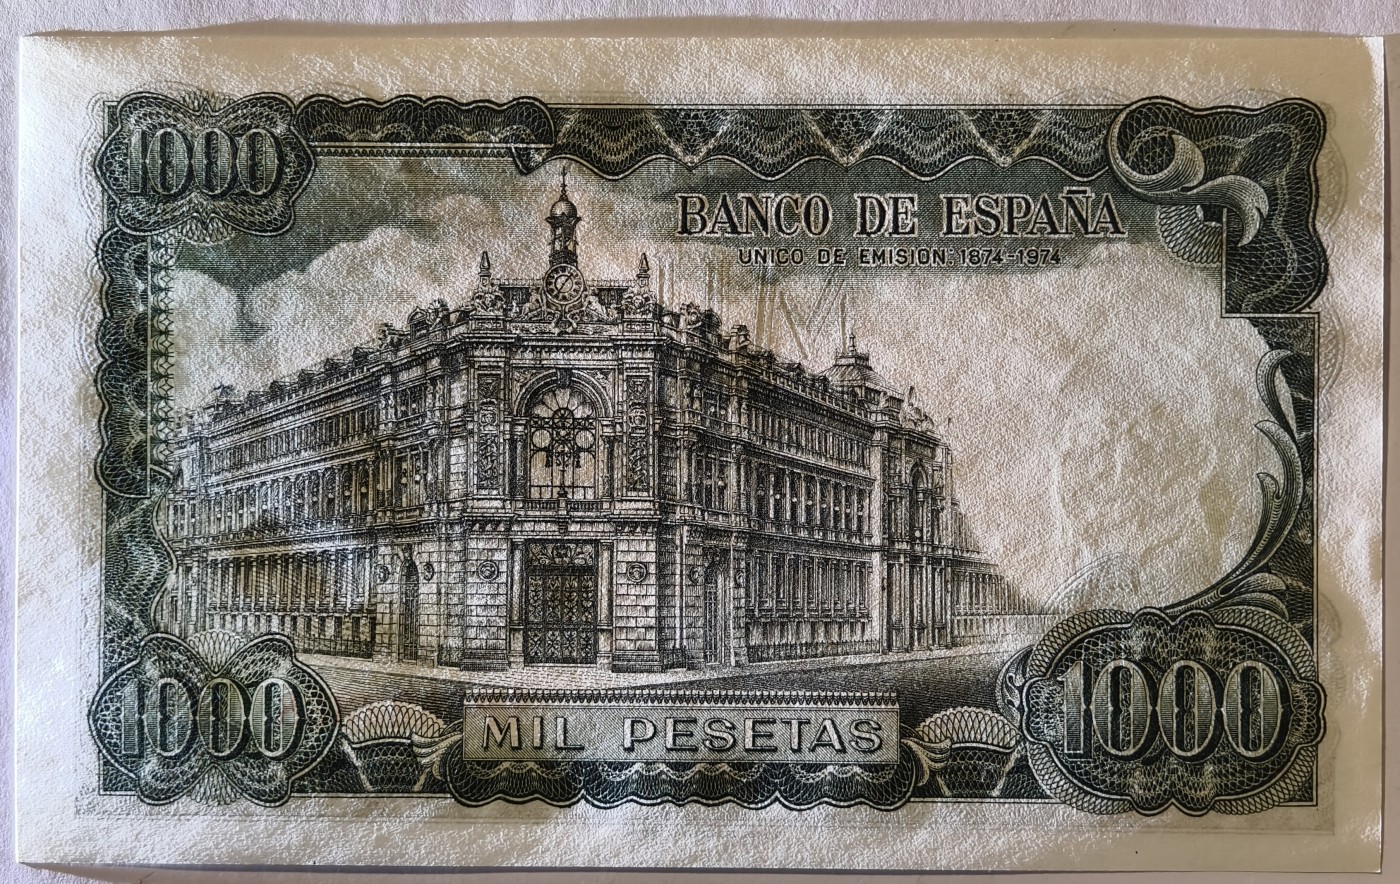 1000
BANCO DE ESPAÑA
UNICO DE EMISION: 1874-1974
1000
MIL PESETAS
1000